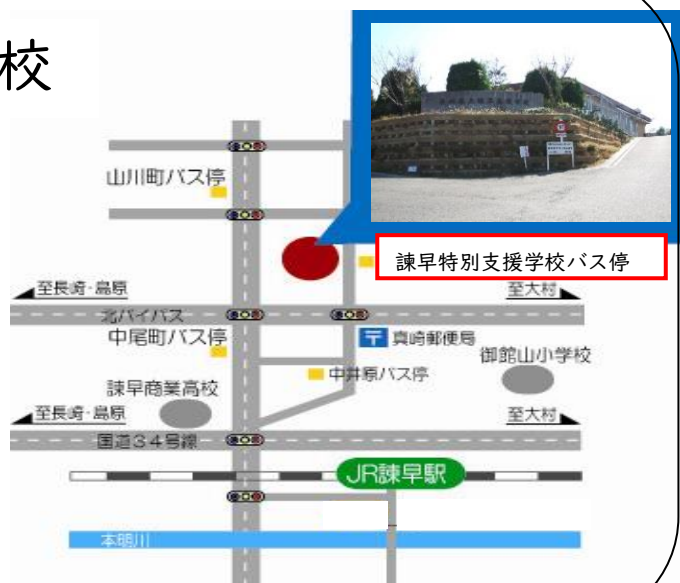 校
山川町バス停
諫早特別支援学校バス停
至長崎・島原
至大村
北バイパス
中尾町バス停
真崎郵便局
御館山小学校
中井原バス停
諫早商業高校
至長崎・島原
至大村
国道34号線
JR諫早駅
本明川